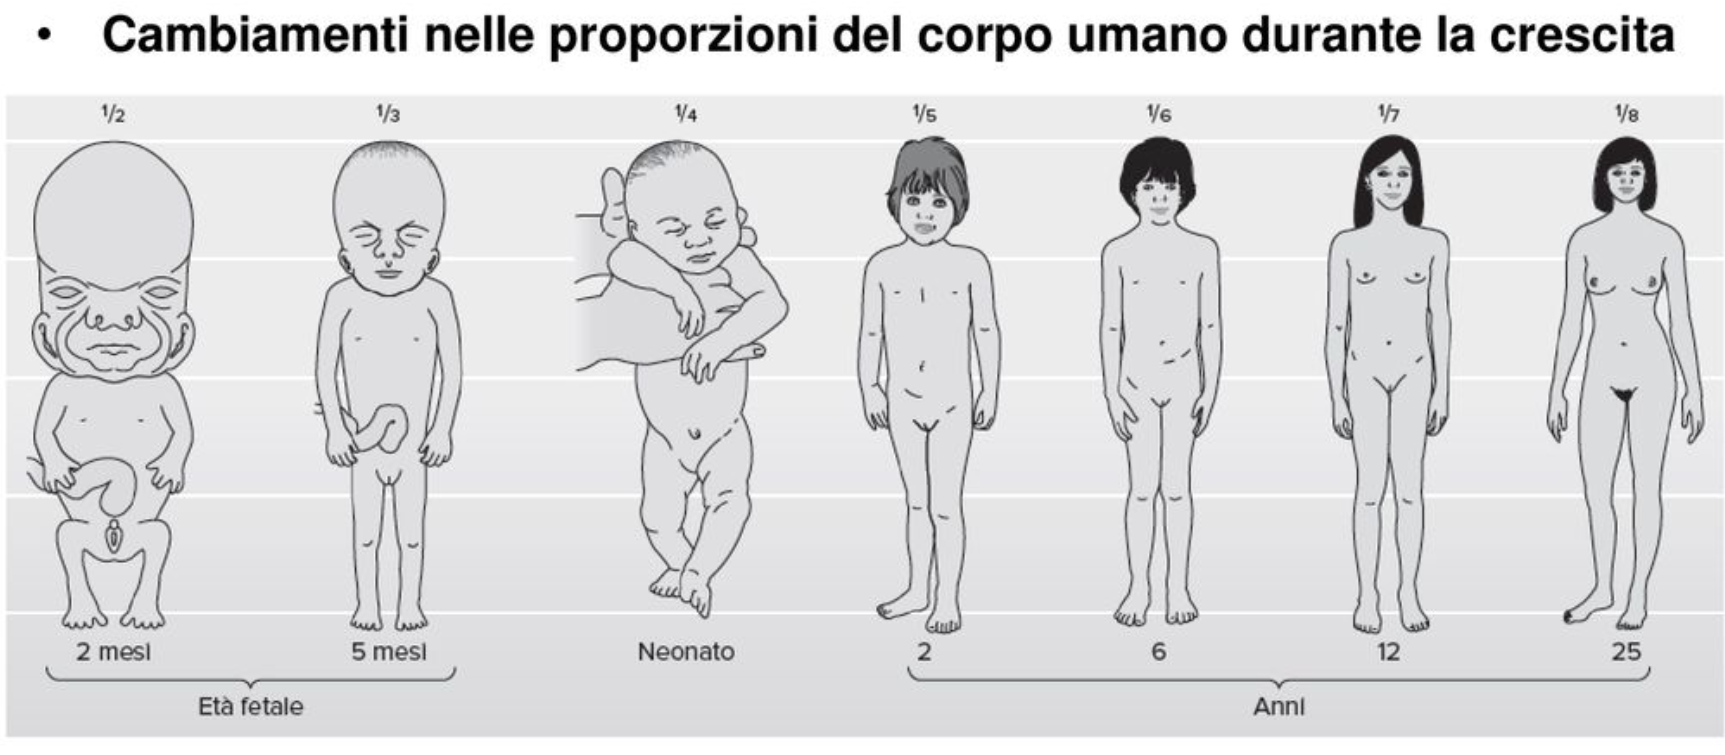 • Cambiamenti nelle proporzioni del corpo umano durante la crescita
1/2 1/3 1/4 1/5 1/6 1/7 1/8
2 mesi 5 mesi Neonato 2 6 12 25
Età fetale Anni